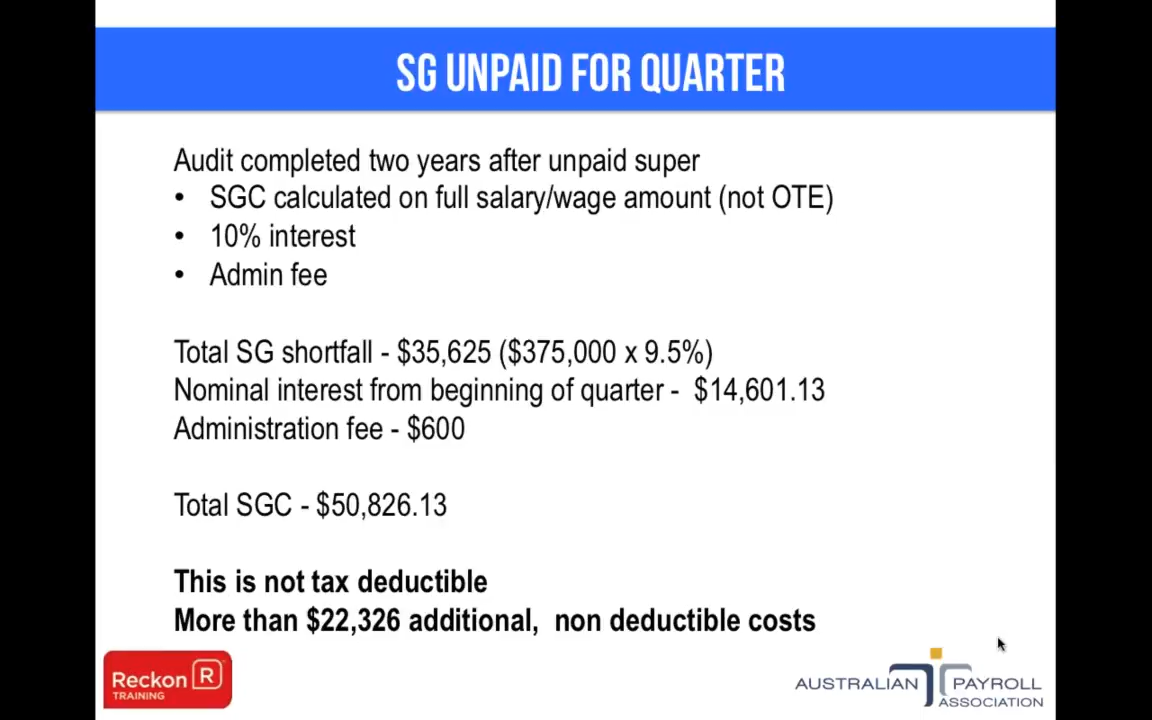 SG UNPAID FOR QUARTER
Audit completed two years after unpaid super
• SGC calculated on full salary/wage amount (not OTE)
• 10% interest
• Admin fee
Total SG shortfall - $35,625 ($375,000 x 9.5%)
Nominal interest from beginning of quarter - $14,601.13
Administration fee - $600
Total SGC - $50,826.13
This is not tax deductible
More than $22,326 additional, non deductible costs
Reckon R
TRAINING
AUSTRALIAN PAYROLL
ASSOCIATION